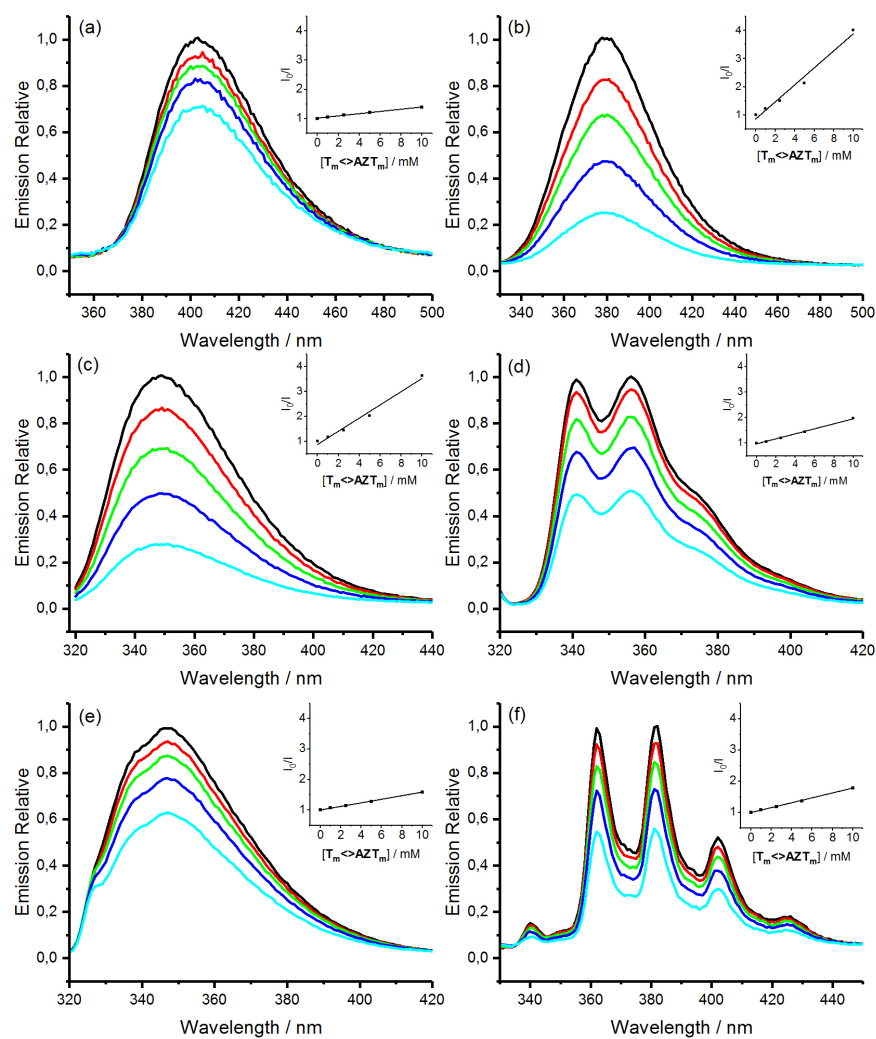 (a)
1,0
0,8
0,6
0,4
0,2
0,0
Emission Relative
360 380 400 420 440 460 480 500
Wavelength / nm
4
3
2
1
I0/I
0 2 4 6 8 10
[Tm<>AZTm] / mM
(b)
1,0
0,8
0,6
0,4
0,2
0,0
Emission Relative
340 360 380 400 420 440 460 480 500
Wavelength / nm
4
3
2
1
I0/I
0 2 4 6 8 10
[Tm<>AZTm] / mM
(c)
1,0
0,8
0,6
0,4
0,2
0,0
Emission Relative
320 340 360 380 400 420 440
Wavelength / nm
4
3
2
1
I0/I
0 2 4 6 8 10
[Tm<>AZTm] / mM
(d)
1,0
0,8
0,6
0,4
0,2
0,0
Emission Relative
320 340 360 380 400 420
Wavelength / nm
4
3
2
1
I0/I
0 2 4 6 8 10
[Tm<>AZTm] / mM
(e)
1,0
0,8
0,6
0,4
0,2
0,0
Emission Relative
320 340 360 380 400 420
Wavelength / nm
4
3
2
1
I0/I
0 2 4 6 8 10
[Tm<>AZTm] / mM
(f)
1,0
0,8
0,6
0,4
0,2
0,0
Emission Relative
340 360 380 400 420 440
Wavelength / nm
4
3
2
1
I0/I
0 2 4 6 8 10
[Tm<>AZTm] / mM